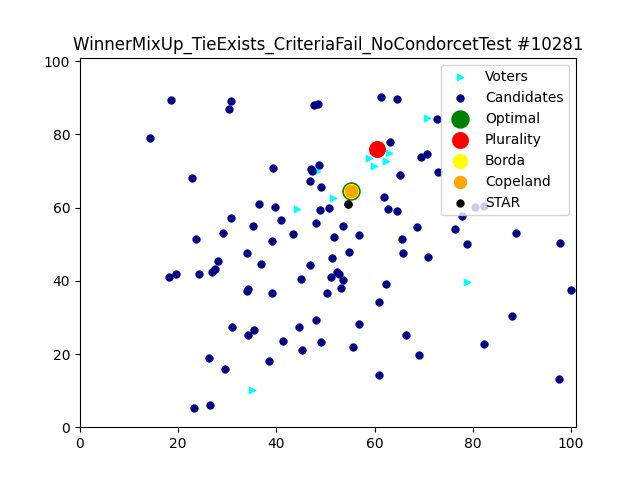 WinnerMixUp_TieExists_CriteriaFail_NoCondorcetTest #10281
100
80
60
40
20
0
0 20 40 60 80 100
Voters
Candidates
Optimal
Plurality
Borda
Copeland
STAR